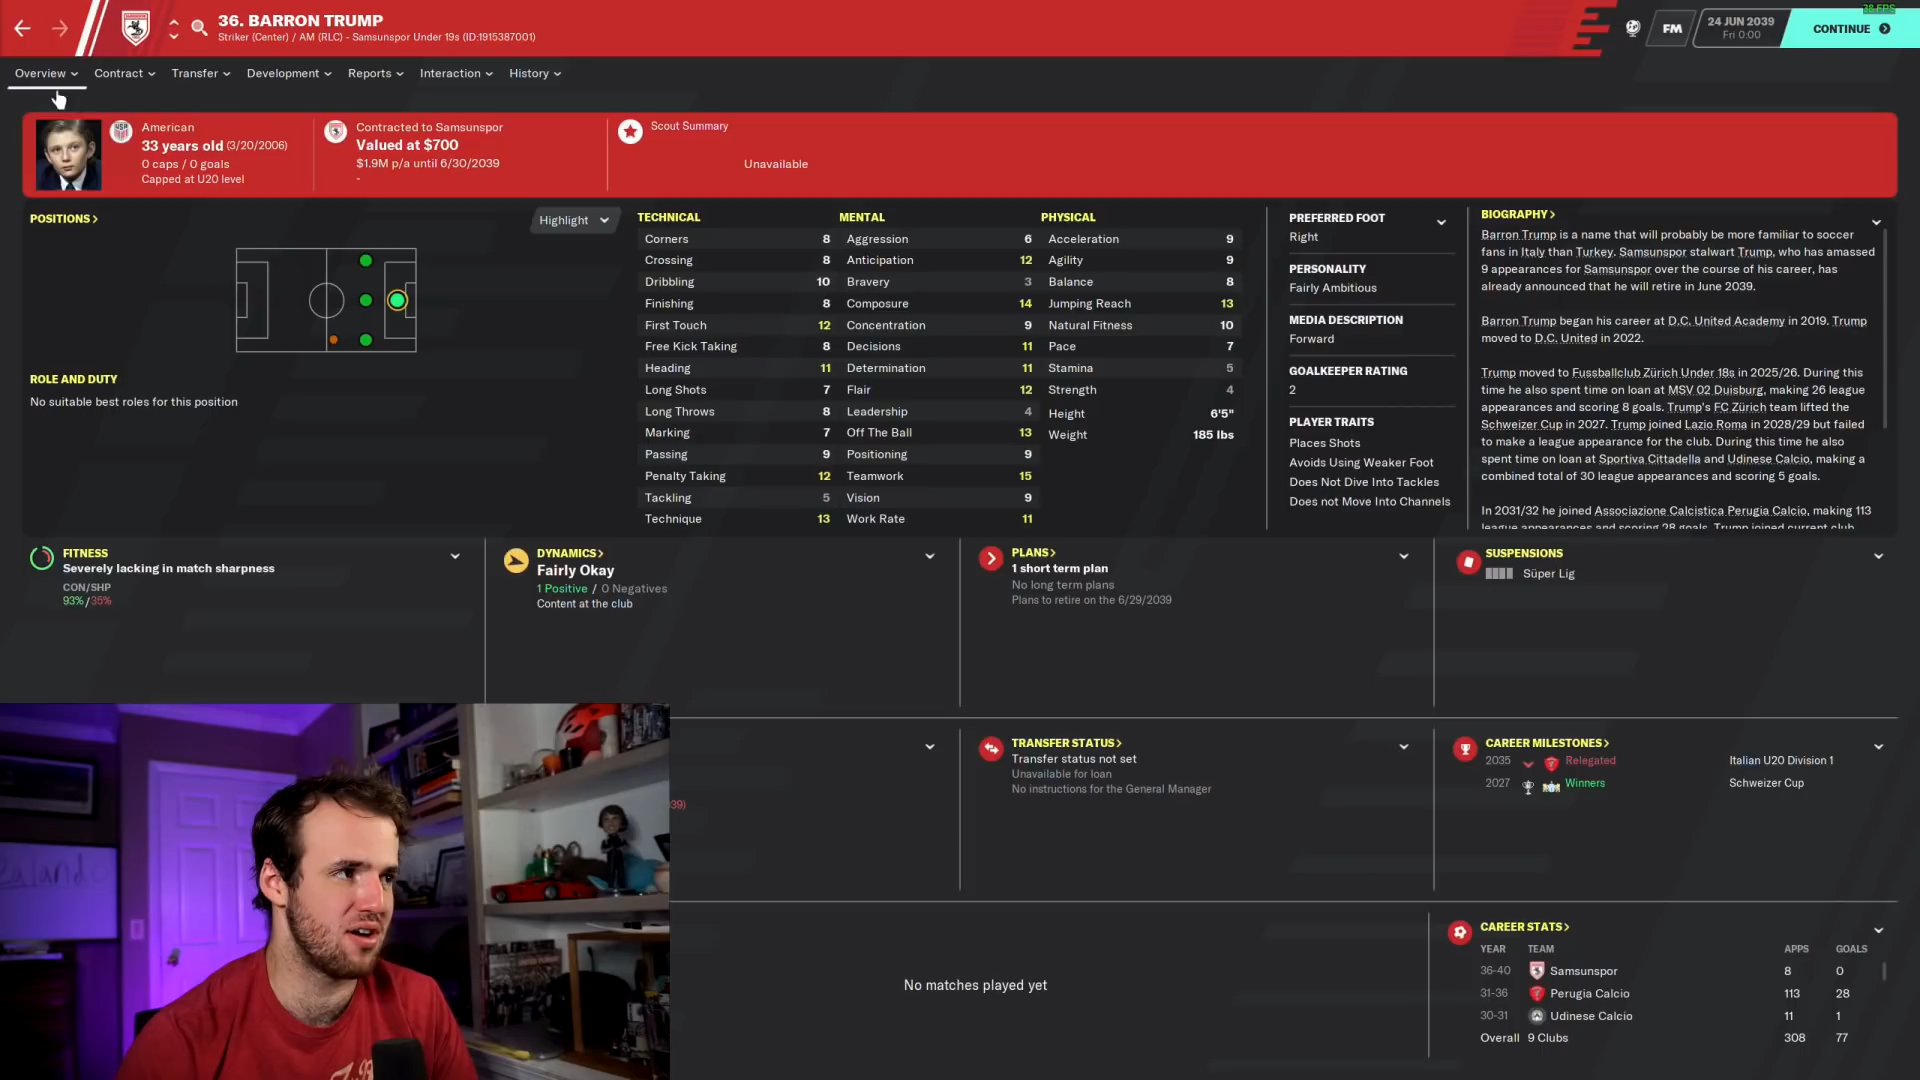 38 FPS
36. BARRON TRUMP
Striker (Center) / AM (RLC) - Samsunspor Under 19s (ID:1915387001)
FM
24 JUN 2039
Fri 0:00
CONTINUE
Overview
Contract
Transfer
Development
Reports
Interaction
History
American
33 years old (3/20/2006)
0 caps / 0 goals
Capped at U20 level
Contracted to Samsunspor
Valued at $700
$1.9M p/a until 6/30/2039
-
Scout Summary
Unavailable
POSITIONS>
Highlight
ROLE AND DUTY
No suitable best roles for this position
TECHNICAL
Corners 8
Crossing 8
Dribbling 10
Finishing 8
First Touch 12
Free Kick Taking 8
Heading 11
Long Shots 7
Long Throws 8
Marking 7
Passing 9
Penalty Taking 12
Tackling 5
Technique 13
MENTAL
Aggression 6
Anticipation 12
Bravery 3
Composure 14
Concentration 9
Decisions 11
Determination 11
Flair 12
Leadership 4
Off The Ball 13
Positioning 9
Teamwork 15
Vision 9
Work Rate 11
PHYSICAL
Acceleration 9
Agility 9
Balance 8
Jumping Reach 13
Natural Fitness 10
Pace 7
Stamina 5
Strength 4
Height 6'5"
Weight 185 lbs
PREFERRED FOOT
Right
PERSONALITY
Fairly Ambitious
MEDIA DESCRIPTION
Forward
GOALKEEPER RATING
2
PLAYER TRAITS
Places Shots
Avoids Using Weaker Foot
Does Not Dive Into Tackles
Does not Move Into Channels
BIOGRAPHY>
Barron Trump is a name that will probably be more familiar to soccer
fans in Italy than Turkey. Samsunspor stalwart Trump, who has amassed
9 appearances for Samsunspor over the course of his career, has
already announced that he will retire in June 2039.
Barron Trump began his career at D.C. United Academy in 2019. Trump
moved to D.C. United in 2022.
Trump moved to Fussballclub Zürich Under 18s in 2025/26. During this
time he also spent time on loan at MSV 02 Duisburg, making 26 league
appearances and scoring 8 goals. Trump's FC Zürich team lifted the
Schweizer Cup in 2027. Trump joined Lazio Roma in 2028/29 but failed
to make a league appearance for the club. During this time he also
spent time on loan at Sportiva Cittadella and Udinese Calcio, making a
combined total of 30 league appearances and scoring 5 goals.
In 2031/32 he joined Associazione Calcistica Perugia Calcio, making 113
league appearances and scoring 28 goals. Trump joined current club
FITNESS
Severely lacking in match sharpness
CON/SHP
93%/35%
DYNAMICS>
Fairly Okay
1 Positive / 0 Negatives
Content at the club
PLANS>
1 short term plan
No long term plans
Plans to retire on the 6/29/2039
SUSPENSIONS
Süper Lig
39)
TRANSFER STATUS>
Transfer status not set
Unavailable for loan
No instructions for the General Manager
CAREER MILESTONES>
2035 Relegated Italian U20 Division 1
2027 Winners Schweizer Cup
No matches played yet
CAREER STATS>
YEAR TEAM APPS GOALS
36-40 Samsunspor 8 0
31-36 Perugia Calcio 113 28
30-31 Udinese Calcio 11 1
Overall 9 Clubs 308 77
ealando